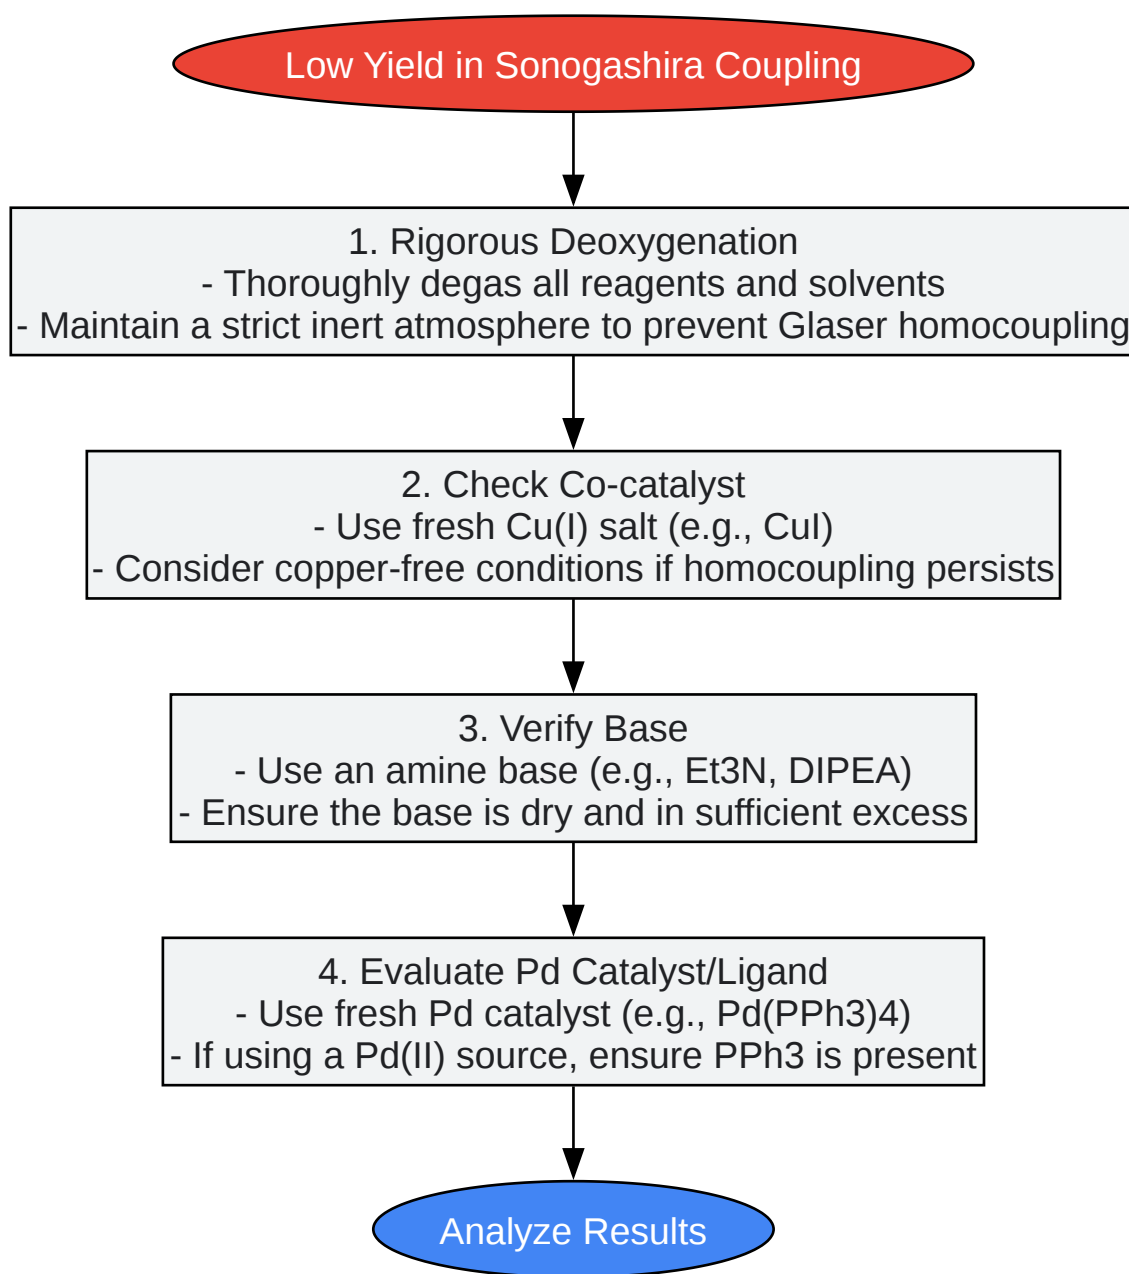 Low Yield in Sonogashira Coupling
1. Rigorous Deoxygenation
- Thoroughly degas all reagents and solvents
- Maintain a strict inert atmosphere to prevent Glaser homocoupling
2. Check Co-catalyst
- Use fresh Cu(I) salt (e.g., CuI)
- Consider copper-free conditions if homocoupling persists
3. Verify Base
- Use an amine base (e.g., Et3N, DIPEA)
- Ensure the base is dry and in sufficient excess
4. Evaluate Pd Catalyst/Ligand
- Use fresh Pd catalyst (e.g., Pd(PPh3)4)
- If using a Pd(II) source, ensure PPh3 is present
Analyze Results